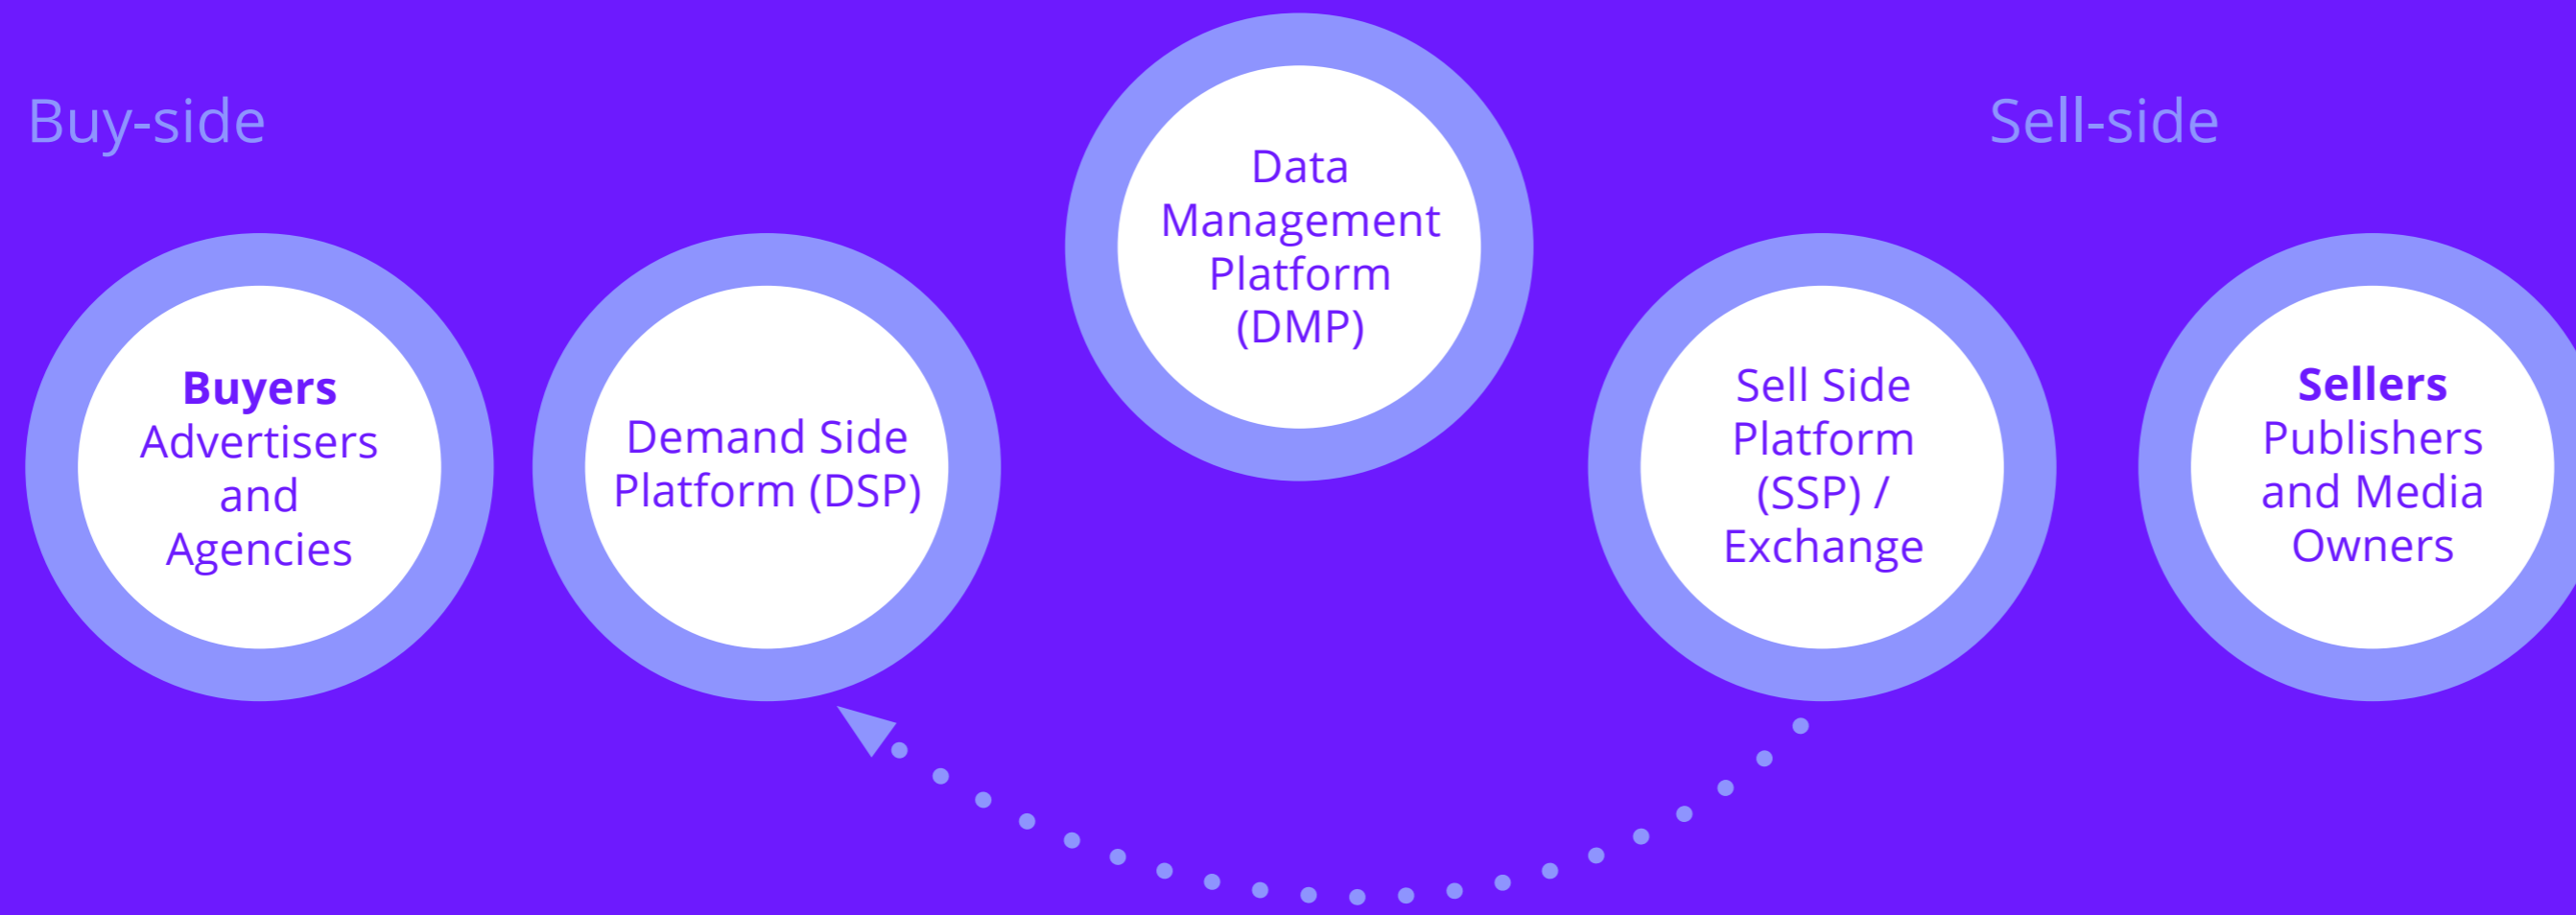 Buy-side
Sell-side
Buyers
Advertisers
and
Agencies
Demand Side
Platform (DSP)
Data
Management
Platform
(DMP)
Sell Side
Platform
(SSP) /
Exchange
Sellers
Publishers
and Media
Owners